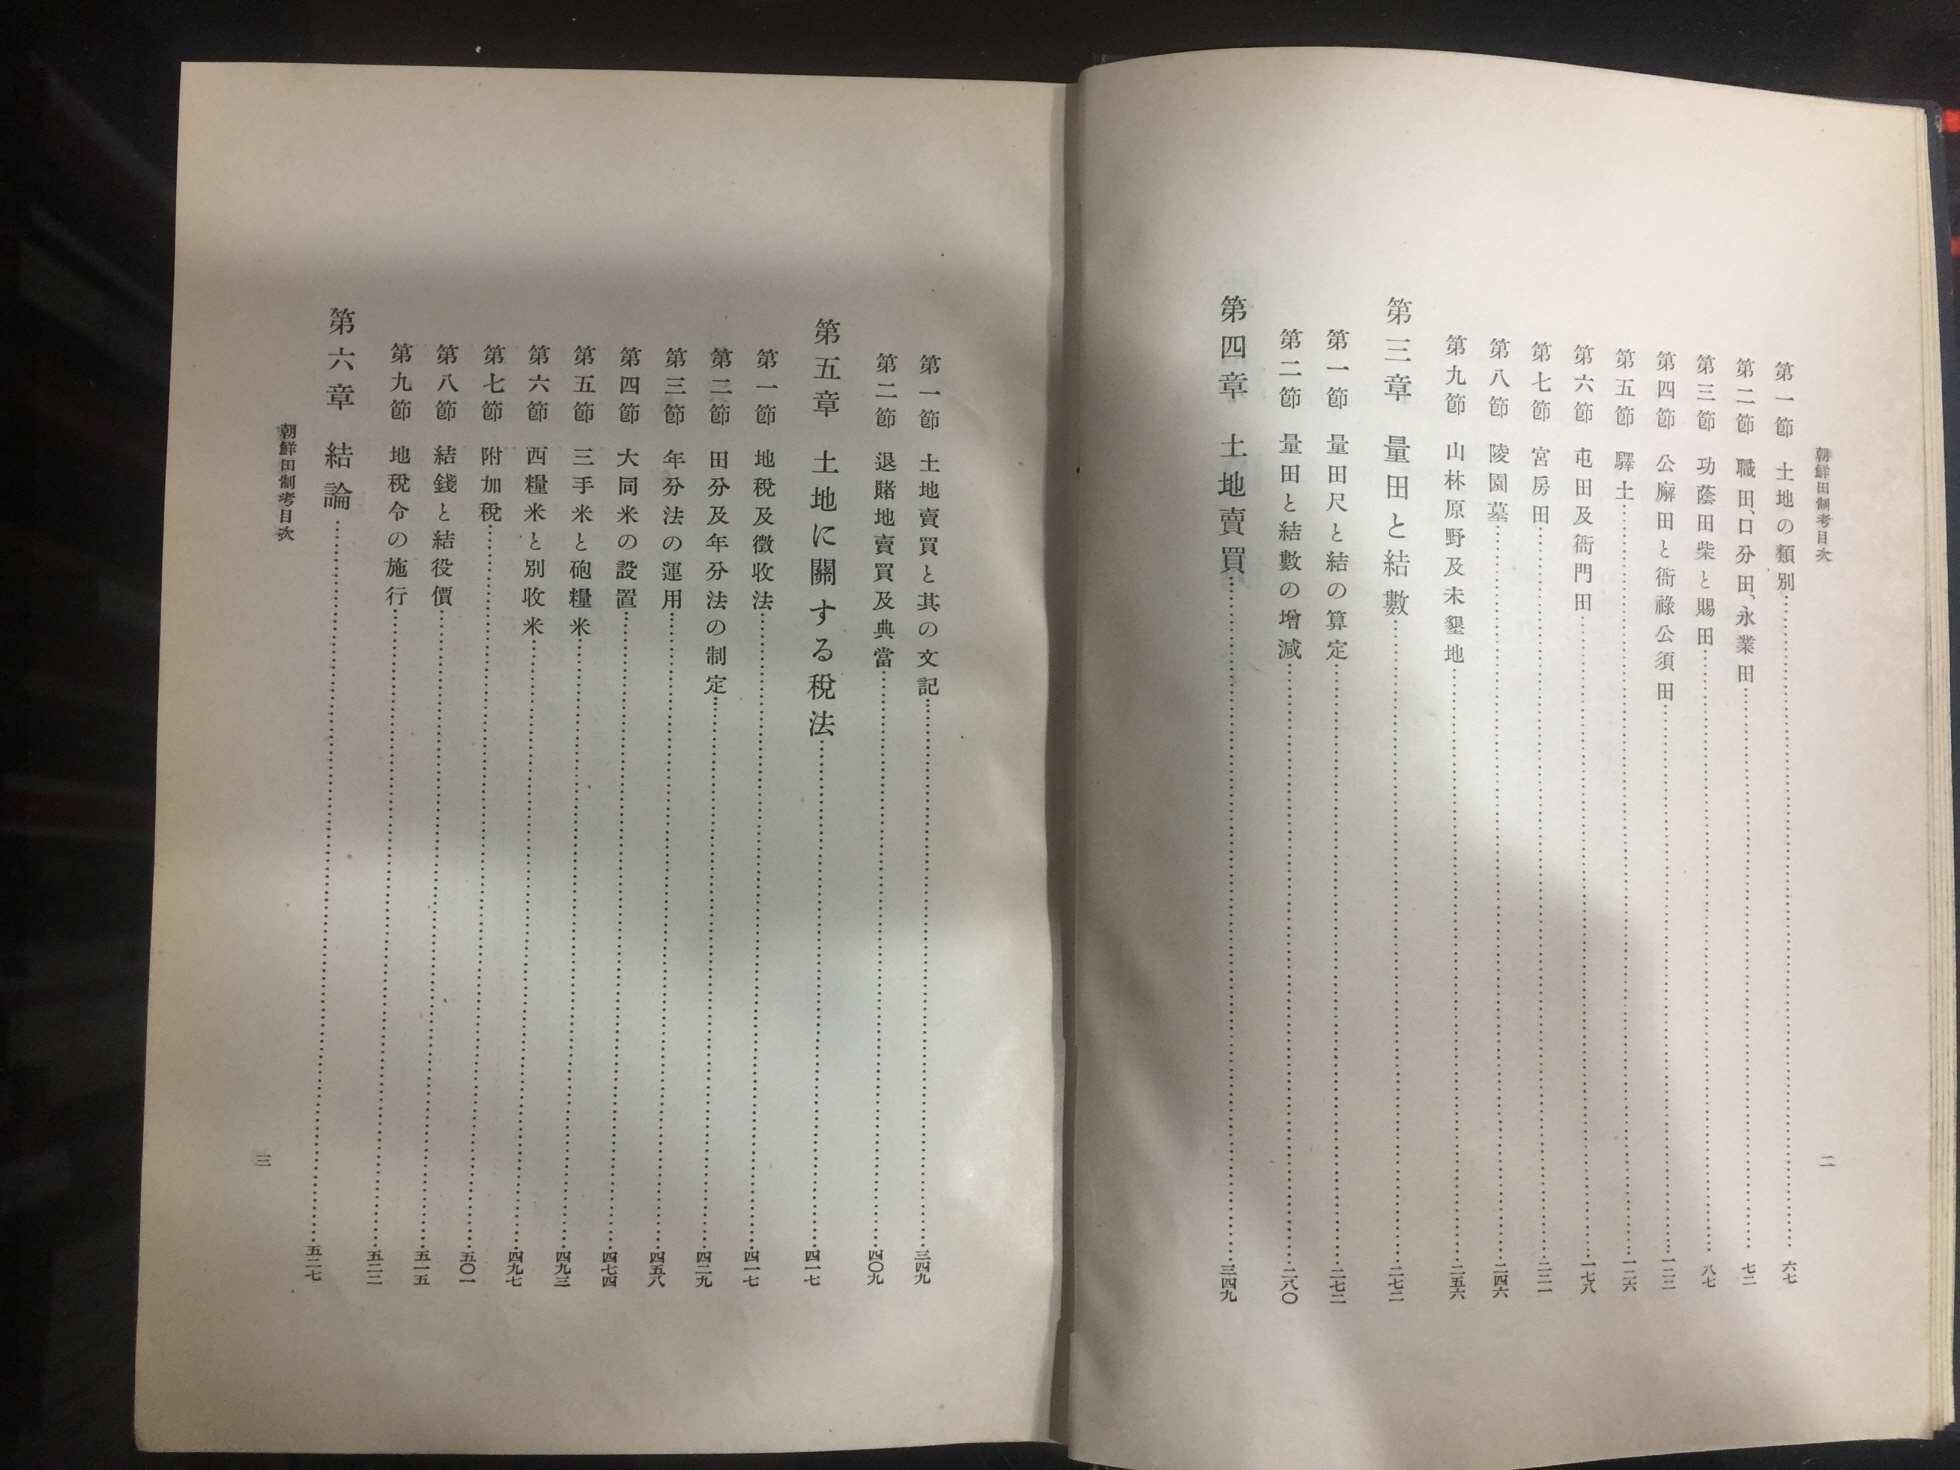 朝鮮田制考目次
二
第一節 土地の類別……六七
第二節 職田、口分田、永業田……七二
第三節 功蔭田柴と賜田……八七
第四節 公廨田と衙祿公須田……一二三
第五節 驛土……一二六
第六節 屯田及衙門田……一七八
第七節 宮房田……二二一
第八節 陵園墓……二四六
第九節 山林原野及未墾地……二五六
第三章 量田と結數……二七二
第一節 量田尺と結の算定……二七二
第二節 量田と結數の增減……二八〇
第四章 土地賣買……三四九
第一節 土地賣買と其の文記……三四九
第二節 退賭地賣買及典當……四〇九
第五章 土地に關する稅法……四一七
第一節 地稅及徵收法……四一七
第二節 田分及年分法の制定……四二九
第三節 年分法の運用……四五八
第四節 大同米の設置……四七四
第五節 三手米と砲糧米……四九三
第六節 西糧米と別收米……四九七
第七節 附加稅……五〇一
第八節 結錢と結役價……五一五
第九節 地稅令の施行……五二二
第六章 結論……五二七
朝鮮田制考目次
三